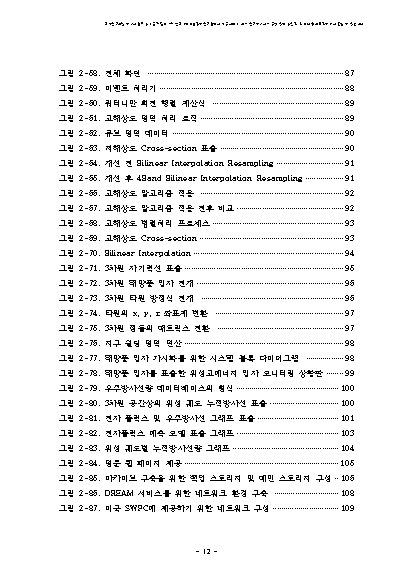 그림 2-58. 전체 화면 87
그림 2-59. 이벤트 처리기 88
그림 2-60. 쿼터니안 회전 행렬 계산식 89
그림 2-61. 고해상도 영역 처리 로직 89
그림 2-62. 큐브 영역 데이터 90
그림 2-63. 저해상도 Cross-section 표출 90
그림 2-64. 개선 전 Bilinear Interpolation Resampling 91
그림 2-65. 개선 후 4Band Bilinear Interpolation Resampling 91
그림 2-66. 고해상도 알고리즘 적용 92
그림 2-67. 고해상도 알고리즘 적용 전후 비교 92
그림 2-68. 고해상도 병렬처리 프로세스 93
그림 2-69. 고해상도 Cross-section 93
그림 2-70. Bilinear Interpolation 94
그림 2-71. 3차원 자기력선 표출 95
그림 2-72. 3차원 태양풍 입자 전개 95
그림 2-73. 3차원 타원 방정식 전개 96
그림 2-74. 타원의 x, y, z 좌표계 변환 97
그림 2-75. 3차원 점들의 매트릭스 전환 97
그림 2-76. 지구 쉴딩 영역 연산 98
그림 2-77. 태양풍 입자 가시화를 위한 시스템 블록 다이어그램 98
그림 2-78. 태양풍 입자를 표출한 위성고에너지 입자 모니터링 상황판 99
그림 2-79. 우주방사선량 데이터베이스의 형식 100
그림 2-80. 3차원 공간상의 위성 궤도 누적방사선 표출 100
그림 2-81. 전자 플럭스 및 우주방사선 그래프 표출 101
그림 2-82. 전자플럭스 예측 모델 표출 그래프 103
그림 2-83. 위성 궤도별 누적방사선량 그래프 104
그림 2-84. 영문 웹 페이지 제공 105
그림 2-85. 아카이브 구축을 위한 백업 스토리지 및 메인 스토리지 구성 106
그림 2-86. DREAM 서비스를 위한 네트워크 환경 구축 108
그림 2-87. 미국 SWPC에 제공하기 위한 네트워크 구성 109
- 12 -